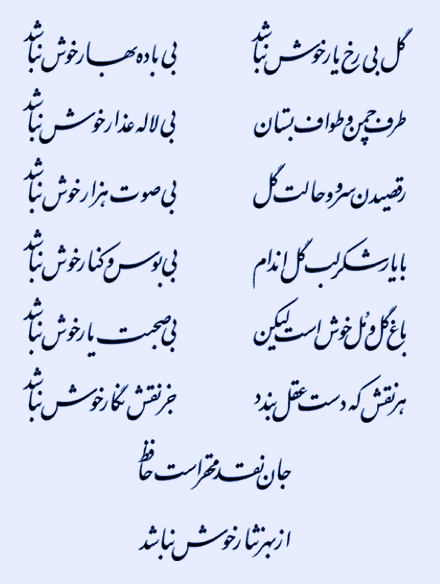 گل بی رخ یار خوش نباشد بی باده بهار خوش نباشد
طرف چمن و طواف بستان بی لاله عذار خوش نباشد
رقصیدن سرو و حالت گل بی صوت هزار خوش نباشد
با یار شکرلب گل اندام بی بوس و کنار خوش نباشد
باغ گل و مل خوش است لیکن بی صحبت یار خوش نباشد
هر نقش که دست عقل بندد جز نقش نگار خوش نباشد
جان نقد محقر است حافظ
از بهر نثار خوش نباشد